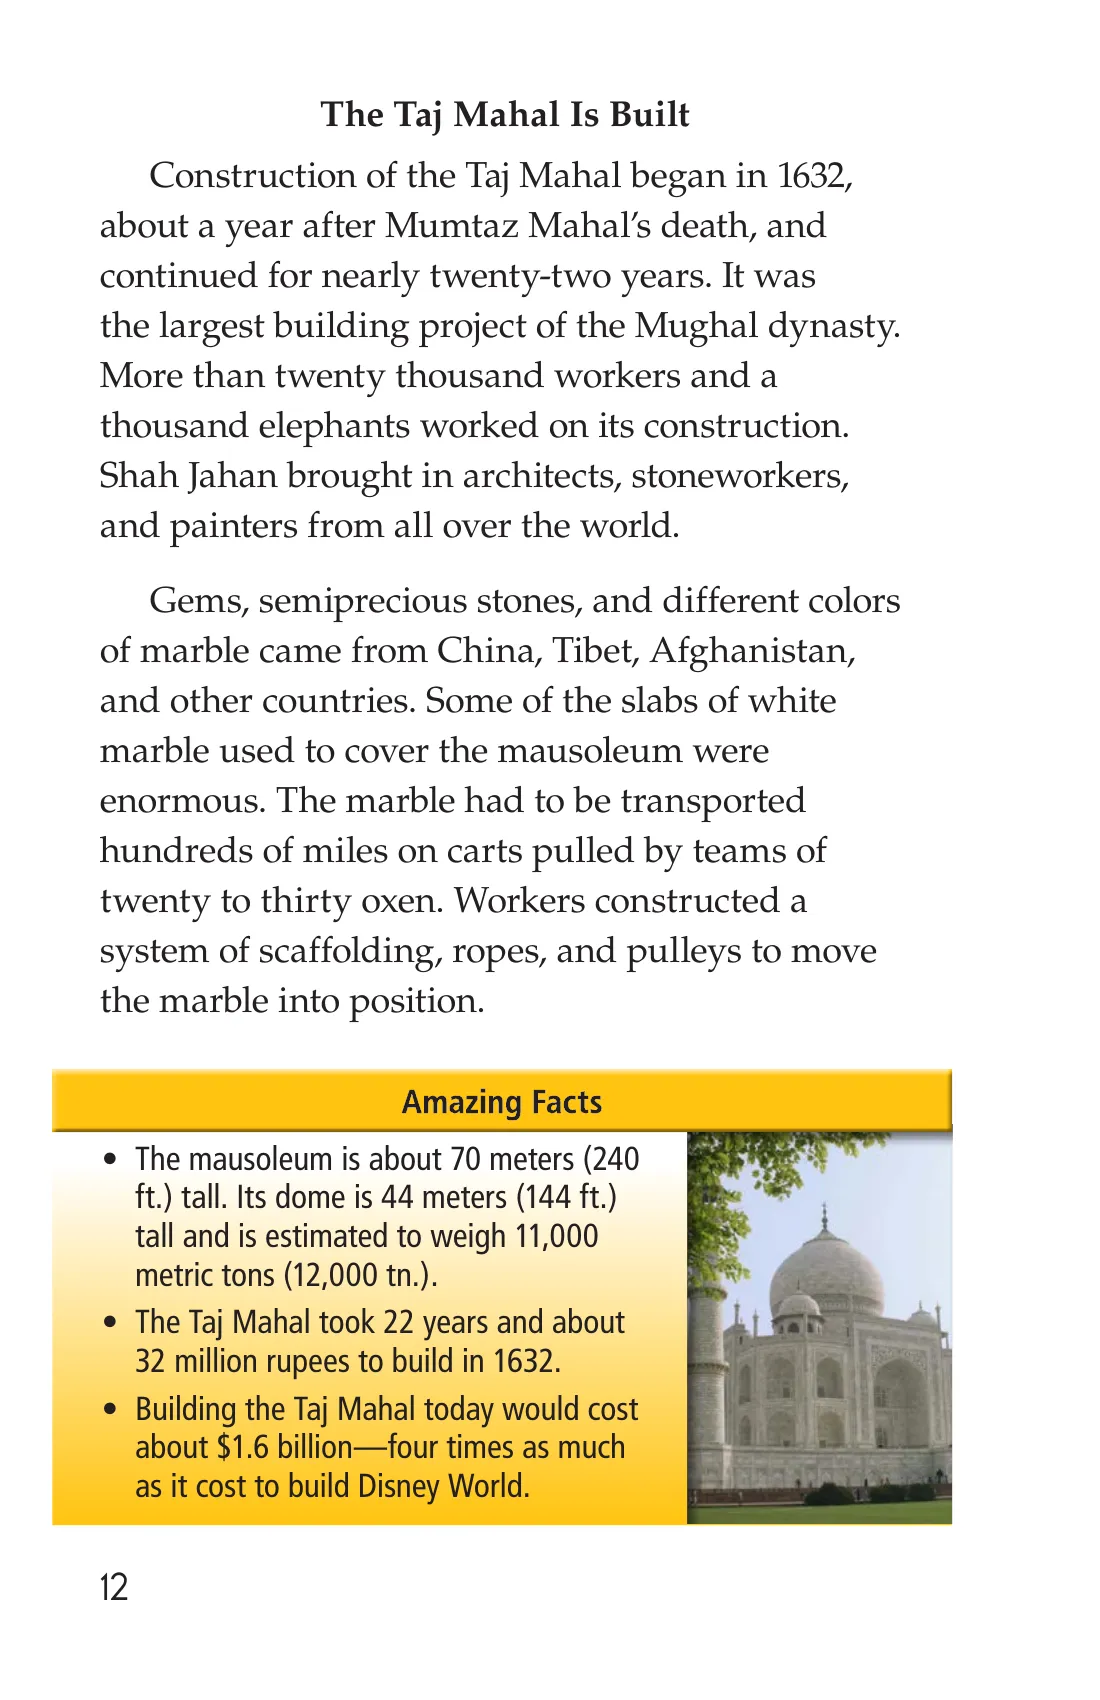 The Taj Mahal Is Built
Construction of the Taj Mahal began in 1632,
about a year after Mumtaz Mahal’s death, and
continued for nearly twenty-two years. It was
the largest building project of the Mughal dynasty.
More than twenty thousand workers and a
thousand elephants worked on its construction.
Shah Jahan brought in architects, stoneworkers,
and painters from all over the world.
Gems, semiprecious stones, and different colors
of marble came from China, Tibet, Afghanistan,
and other countries. Some of the slabs of white
marble used to cover the mausoleum were
enormous. The marble had to be transported
hundreds of miles on carts pulled by teams of
twenty to thirty oxen. Workers constructed a
system of scaffolding, ropes, and pulleys to move
the marble into position.
Amazing Facts
• The mausoleum is about 70 meters (240
ft.) tall. Its dome is 44 meters (144 ft.)
tall and is estimated to weigh 11,000
metric tons (12,000 tn.).
• The Taj Mahal took 22 years and about
32 million rupees to build in 1632.
• Building the Taj Mahal today would cost
about $1.6 billion—four times as much
as it cost to build Disney World.
12